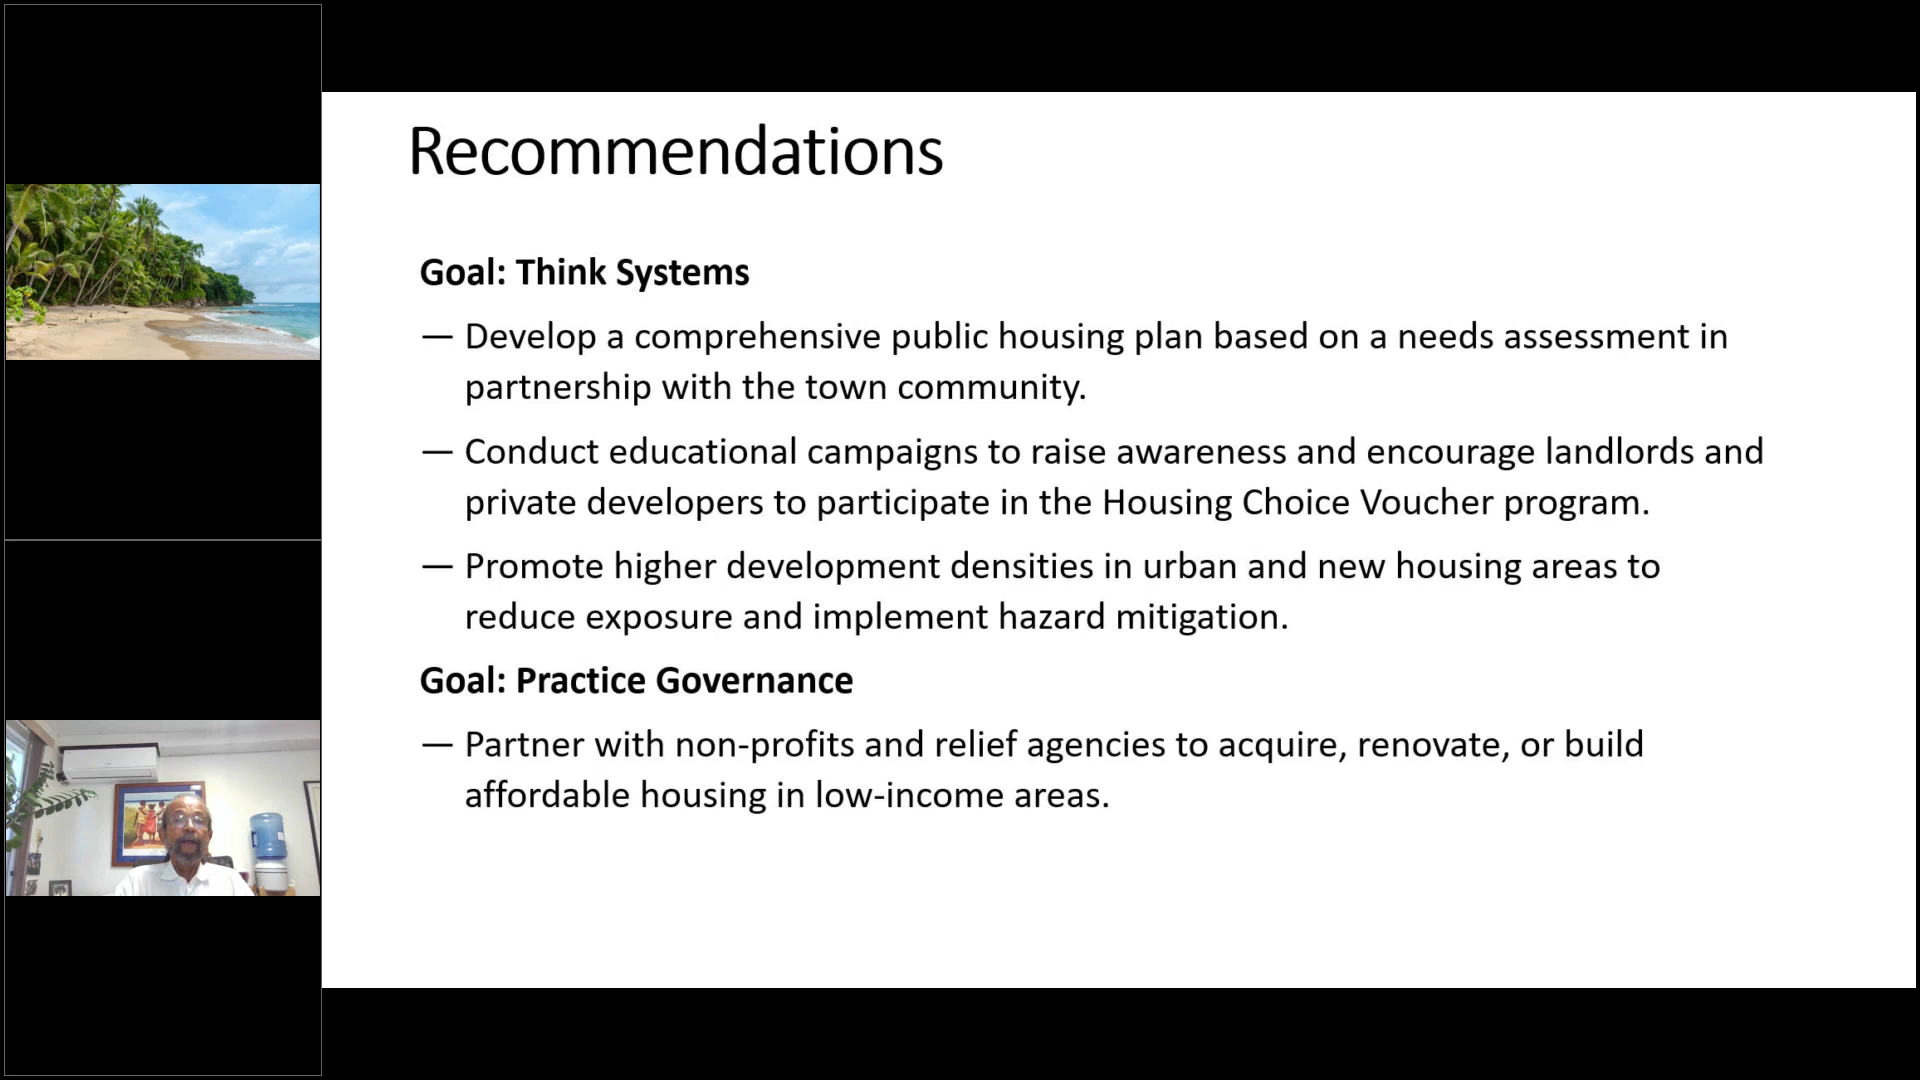 Recommendations
Goal: Think Systems
— Develop a comprehensive public housing plan based on a needs assessment in
partnership with the town community.
— Conduct educational campaigns to raise awareness and encourage landlords and
private developers to participate in the Housing Choice Voucher program.
— Promote higher development densities in urban and new housing areas to
reduce exposure and implement hazard mitigation.
Goal: Practice Governance
— Partner with non-profits and relief agencies to acquire, renovate, or build
affordable housing in low-income areas.